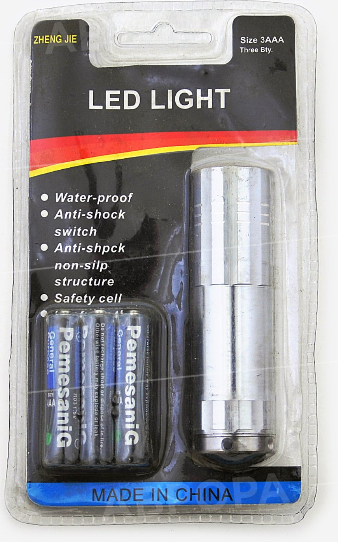 ZHENG JIE
Size 3AAA
Three Bty.
LED LIGHT
Water-proof
Anti-shock
switch
Anti-shpck
non-silp
structure
Safety cell
PemesaniG
General
PemesaniG
PemesaniG
General
AAA
MADE IN CHINA